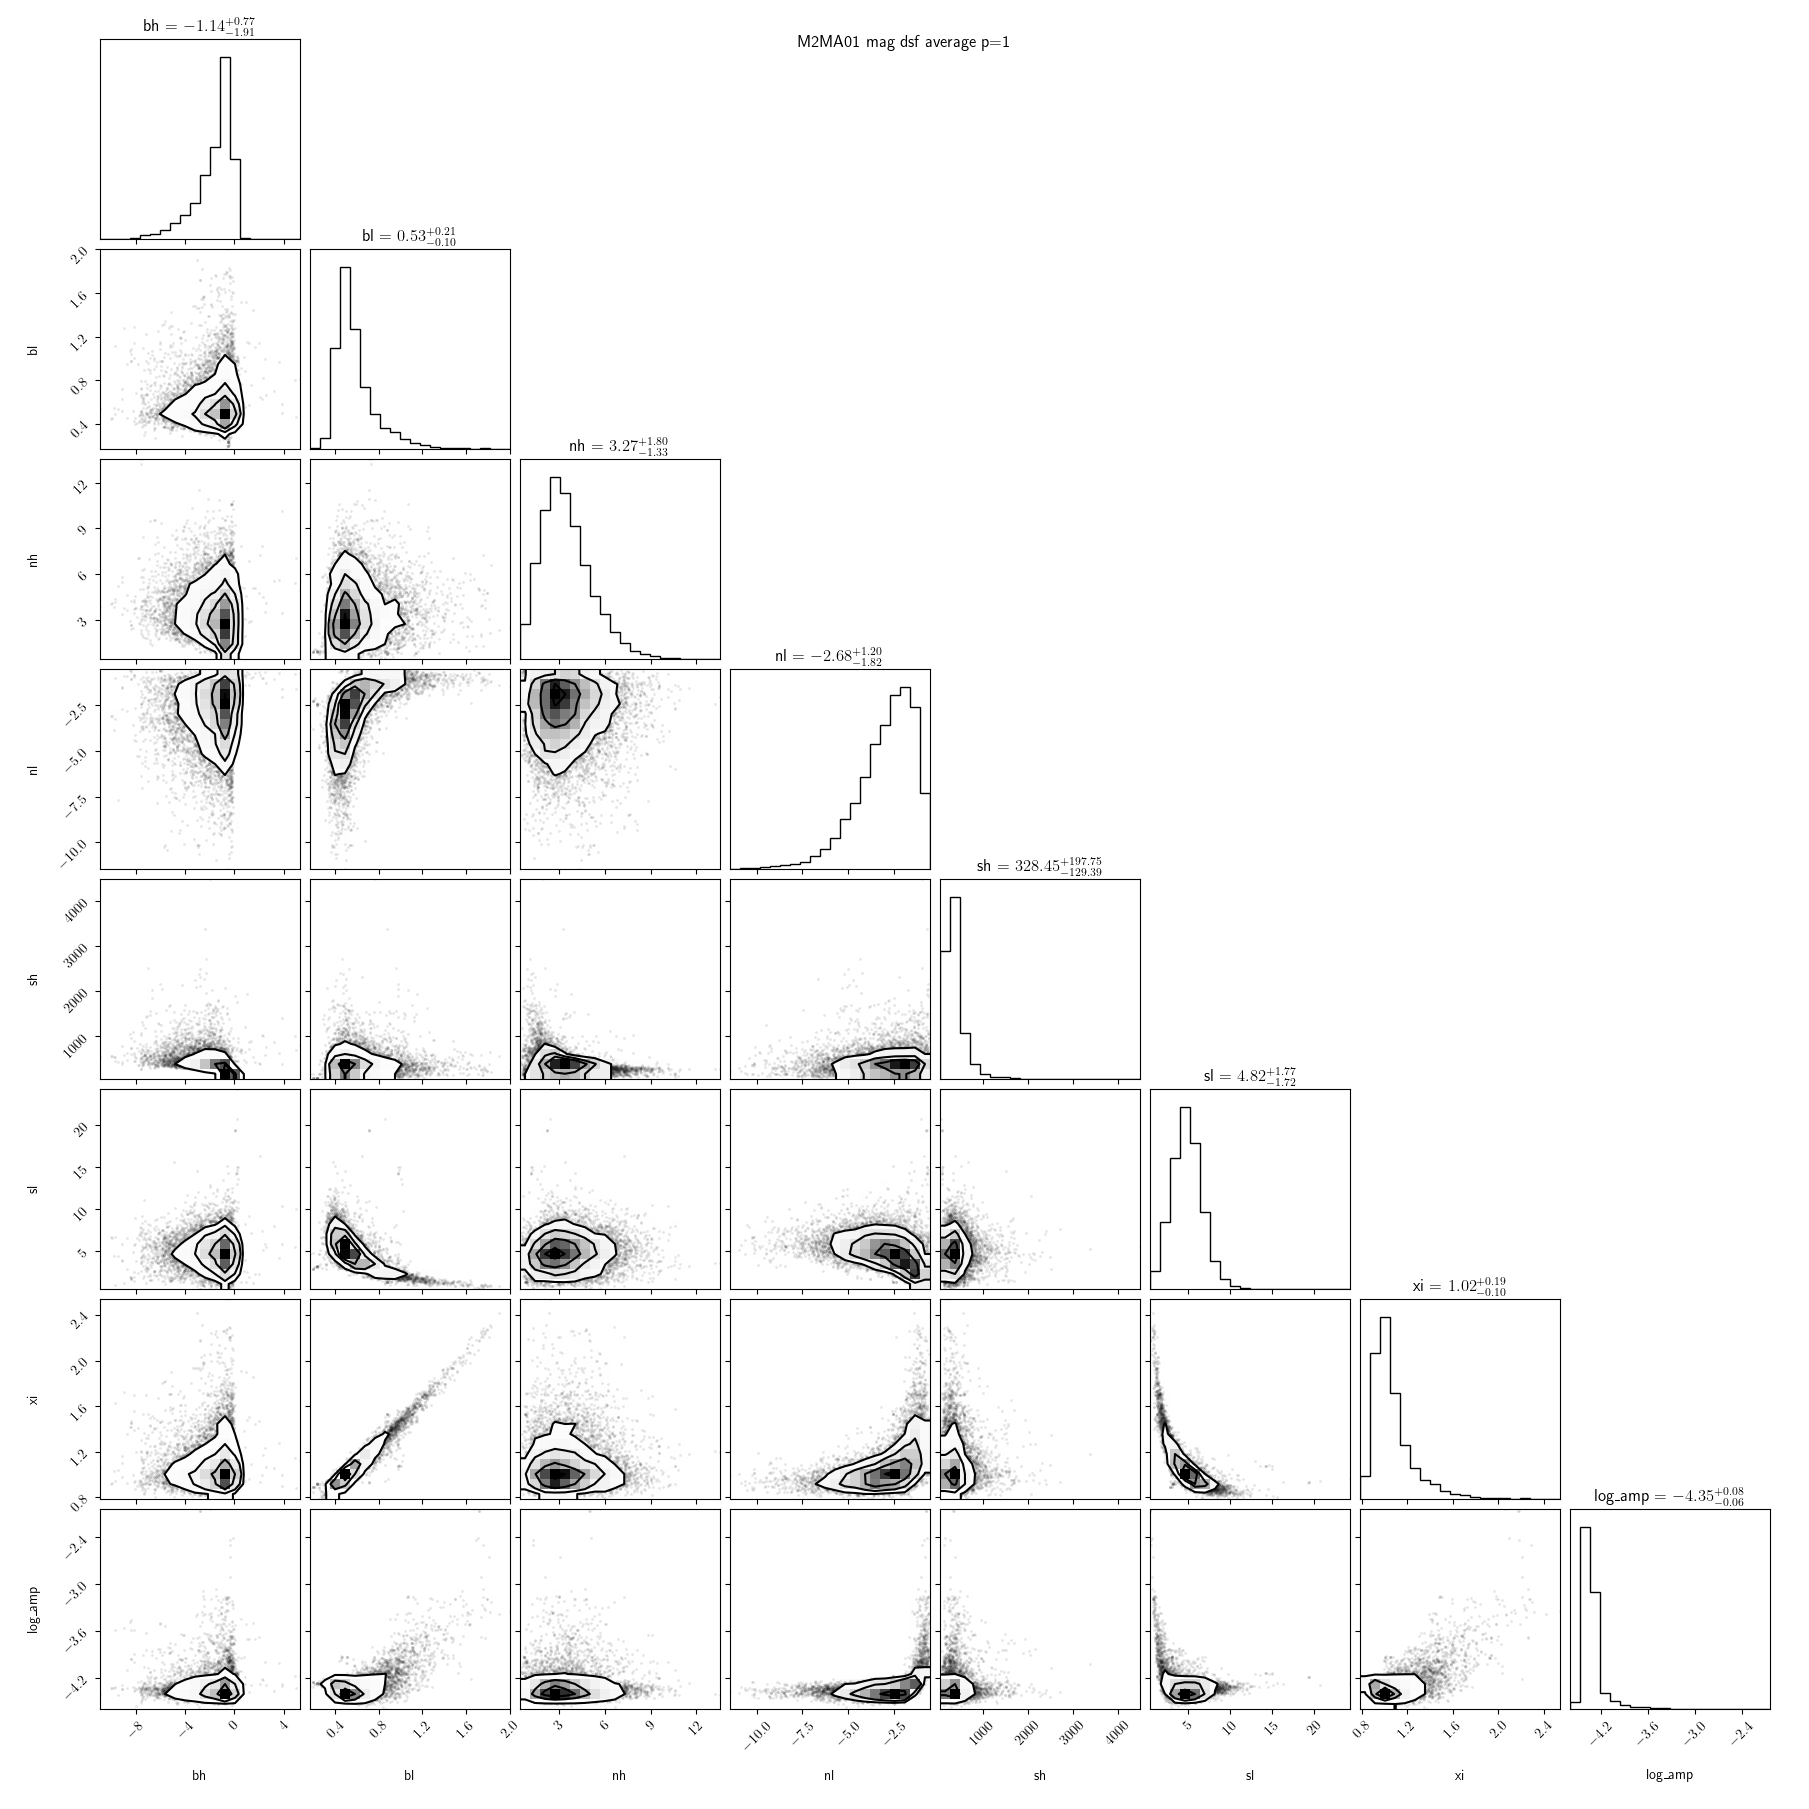 bh = −1.14+0.77−1.91
M2MA01 mag dsf average p=1
bl = 0.53+0.21−0.10
2.0
1.6
1.2
0.8
0.4
bl
nh = 3.27+1.80−1.33
12
9
6
3
nh
nl = −2.68+1.20−1.82
−2.5
−5.0
−7.5
−10.0
nl
sh = 328.45+197.75−129.39
4000
3000
2000
1000
sh
sl = 4.82+1.77−1.72
20
15
10
5
sl
xi = 1.02+0.19−0.10
2.4
2.0
1.6
1.2
0.8
xi
log_amp = −4.35+0.08−0.06
−2.4
−3.0
−3.6
−4.2
log_amp
−8 −4 0 4 0.4 0.8 1.2 1.6 2.0 3 6 9 12 −10.0 −7.5 −5.0 −2.5 1000 2000 3000 4000 5 10 15 20 0.8 1.2 1.6 2.0 2.4 −4.2 −3.6 −3.0 −2.4
bh bl nh nl sh sl xi log_amp